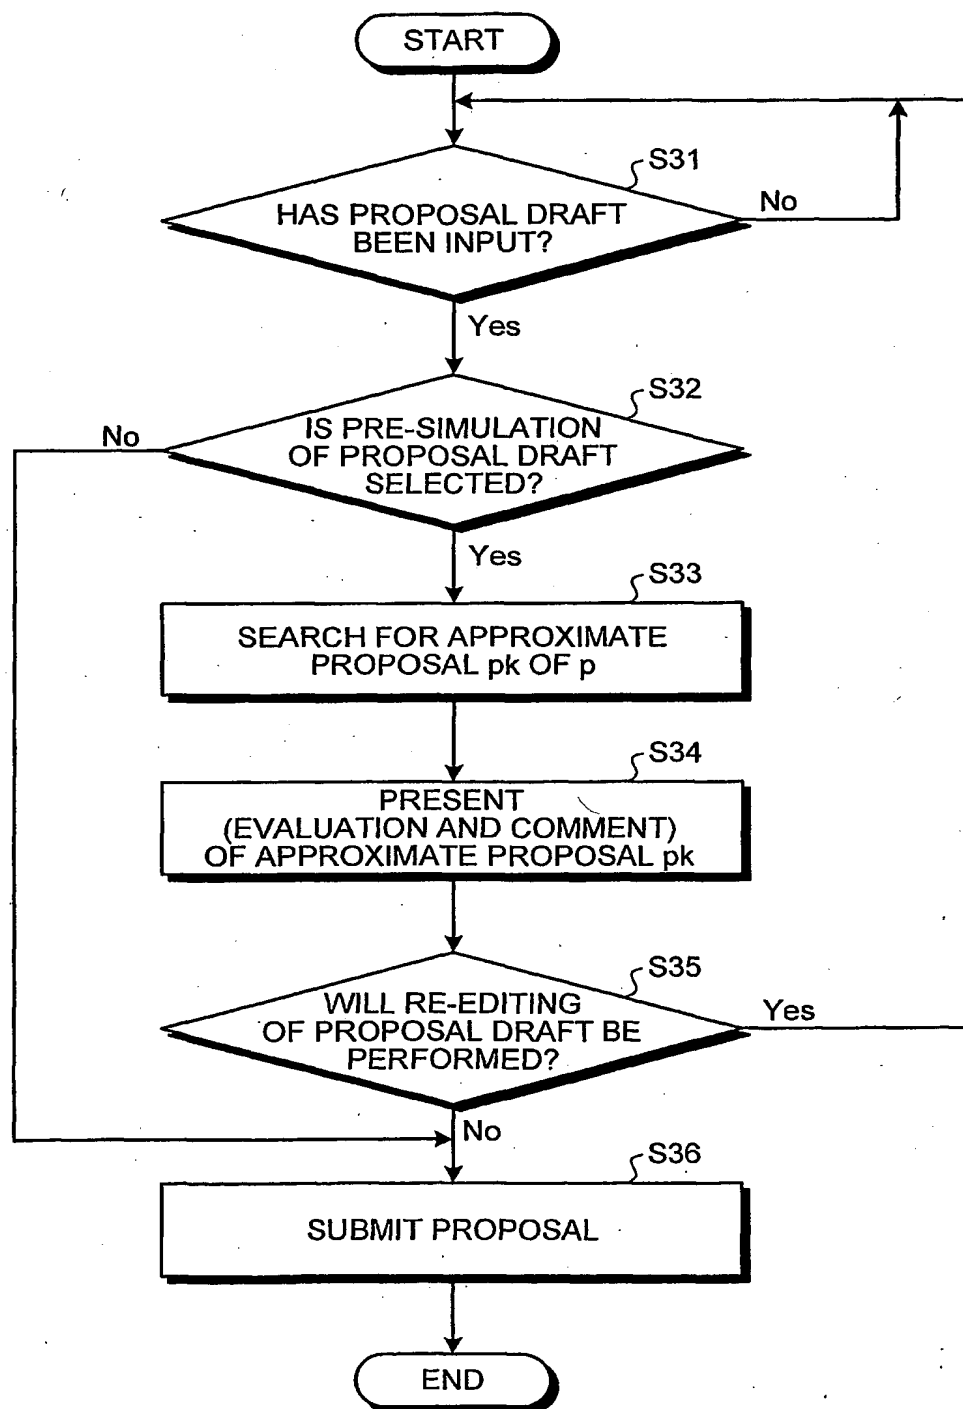 START
S31
HAS PROPOSAL DRAFT
BEEN INPUT?
No
Yes
S32
IS PRE-SIMULATION
OF PROPOSAL DRAFT
SELECTED?
No
Yes
S33
SEARCH FOR APPROXIMATE
PROPOSAL pk OF p
S34
PRESENT
(EVALUATION AND COMMENT)
OF APPROXIMATE PROPOSAL pk
S35
WILL RE-EDITING
OF PROPOSAL DRAFT BE
PERFORMED?
Yes
No
S36
SUBMIT PROPOSAL
END